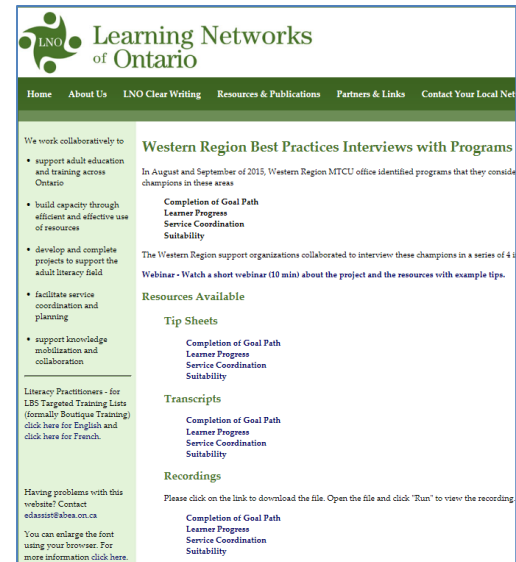 LNO
Learning Networks
of Ontario
Home About Us LNO Clear Writing Resources & Publications Partners & Links Contact Your Local Net
We work collaboratively to
• support adult education
and training across
Ontario
• build capacity through
efficient and effective use
of resources
• develop and complete
projects to support the
adult literacy field
• facilitate service
coordination and
planning
• support knowledge
mobilization and
collaboration
Literacy Practitioners - for
LBS Targeted Training Lists
(formally Boutique Training)
click here for English and
click here for French.
Having problems with this
website? Contact
edassist@abea.on.ca
You can enlarge the font
using your browser. For
more information click here.
Western Region Best Practices Interviews with Programs
In August and September of 2015, Western Region MTCU office identified programs that they conside
champions in these areas
Completion of Goal Path
Learner Progress
Service Coordination
Suitability
The Western Region support organizations collaborated to interview these champions in a series of 4 i
Webinar - Watch a short webinar (10 min) about the project and the resources with example tips.
Resources Available
Tip Sheets
Completion of Goal Path
Learner Progress
Service Coordination
Suitability
Transcripts
Completion of Goal Path
Learner Progress
Service Coordination
Suitability
Recordings
Please click on the link to download the file. Open the file and click "Run" to view the recording.
Completion of Goal Path
Learner Progress
Service Coordination
Suitability